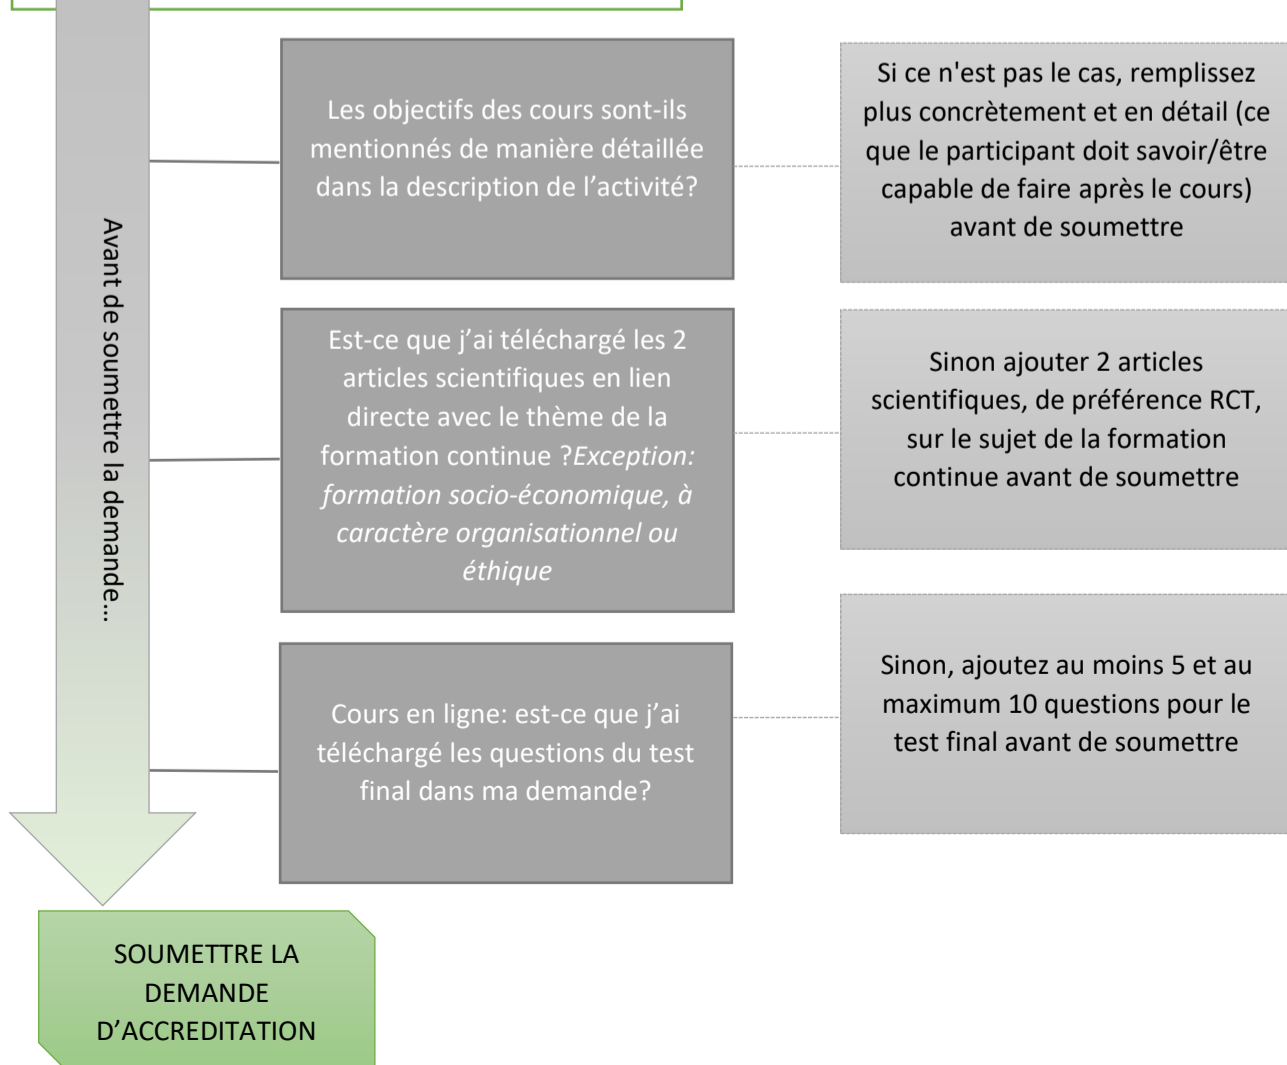 Les objectifs des cours sont-ils
mentionnés de manière détaillée
dans la description de l’activité?
Si ce n'est pas le cas, remplissez
plus concrètement et en détail (ce
que le participant doit savoir/être
capable de faire après le cours)
avant de soumettre
Avant de soumettre la demande...
Est-ce que j’ai téléchargé les 2
articles scientifiques en lien
directe avec le thème de la
formation continue ?Exception:
formation socio-économique, à
caractère organisationnel ou
éthique
Sinon ajouter 2 articles
scientifiques, de préférence RCT,
sur le sujet de la formation
continue avant de soumettre
Cours en ligne: est-ce que j’ai
téléchargé les questions du test
final dans ma demande?
Sinon, ajoutez au moins 5 et au
maximum 10 questions pour le
test final avant de soumettre
SOUMETTRE LA
DEMANDE
D’ACCREDITATION